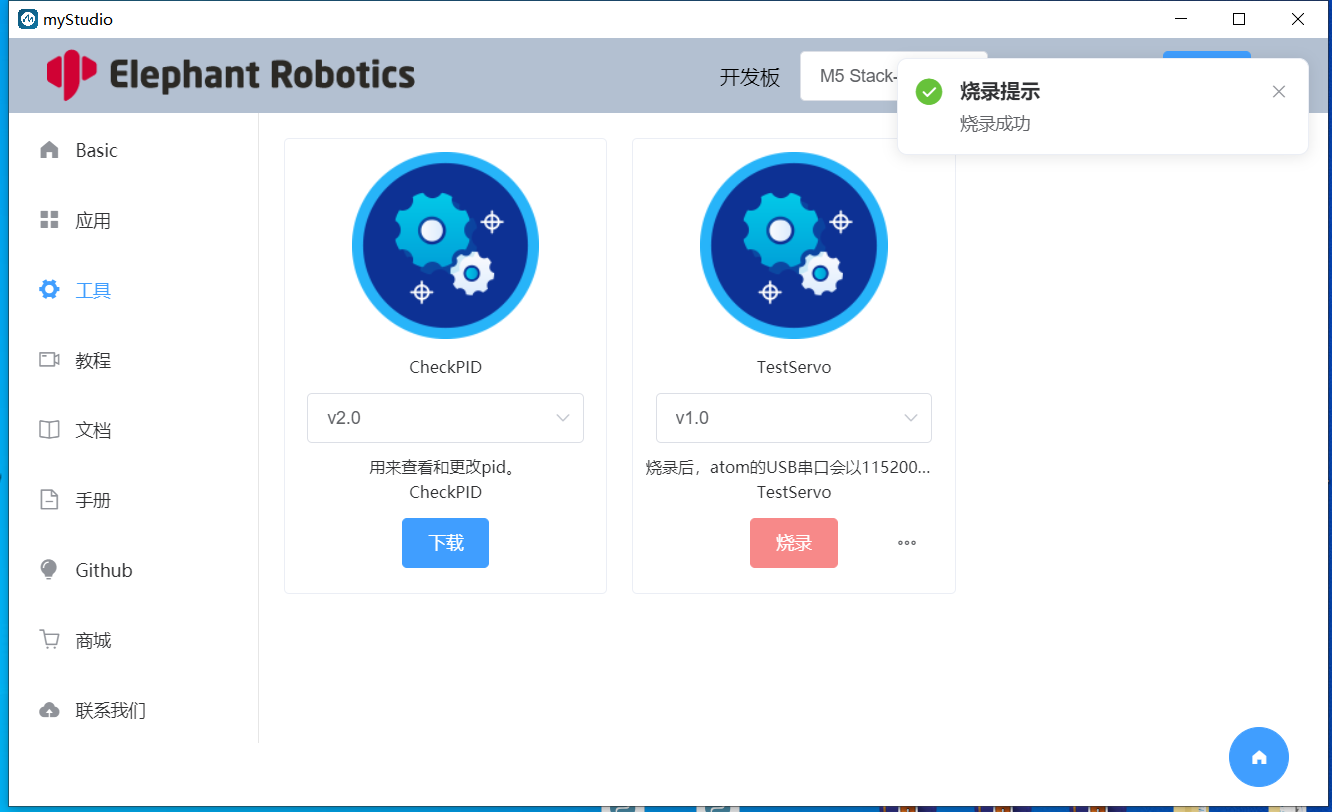 myStudio
Elephant Robotics
开发板
M5 Stack-
烧录提示
烧录成功
Basic
应用
工具
教程
文档
手册
Github
商城
联系我们
CheckPID
v2.0
用来查看和更改pid。
CheckPID
下载
TestServo
v1.0
烧录后，atom的USB串口会以115200...
TestServo
烧录